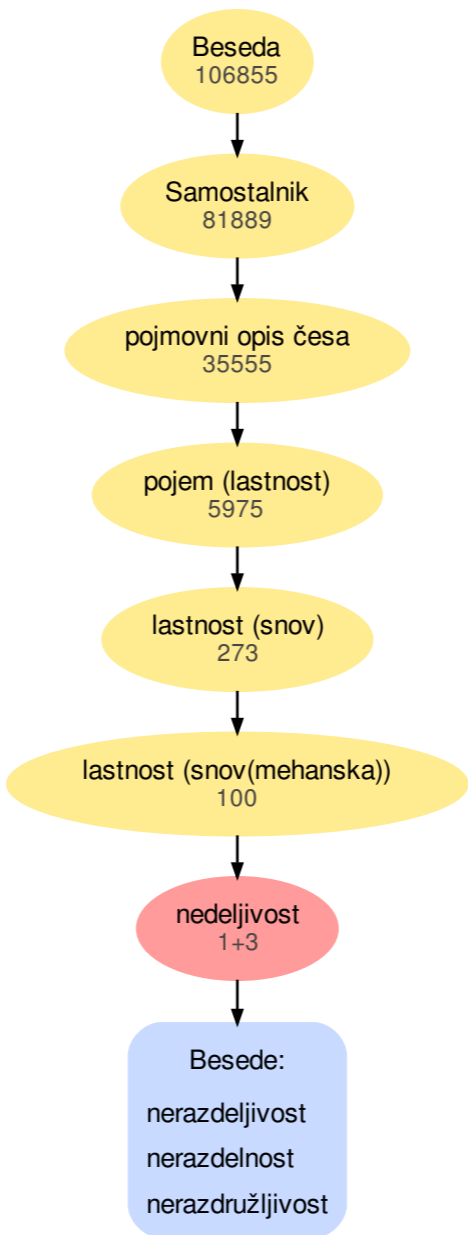 Beseda
106855
Samostalnik
81889
pojmovni opis česa
35555
pojem (lastnost)
5975
lastnost (snov)
273
lastnost (snov(mehanska))
100
nedeljivost
1+3
Besede:
nerazdeljivost
nerazdelnost
nerazdružljivost